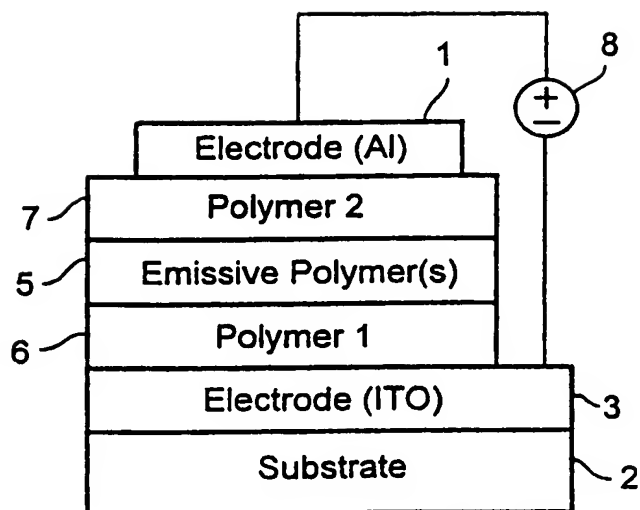 1
8
+
−
Electrode (Al)
7
Polymer 2
5
Emissive Polymer(s)
6
Polymer 1
Electrode (ITO)
3
Substrate
2